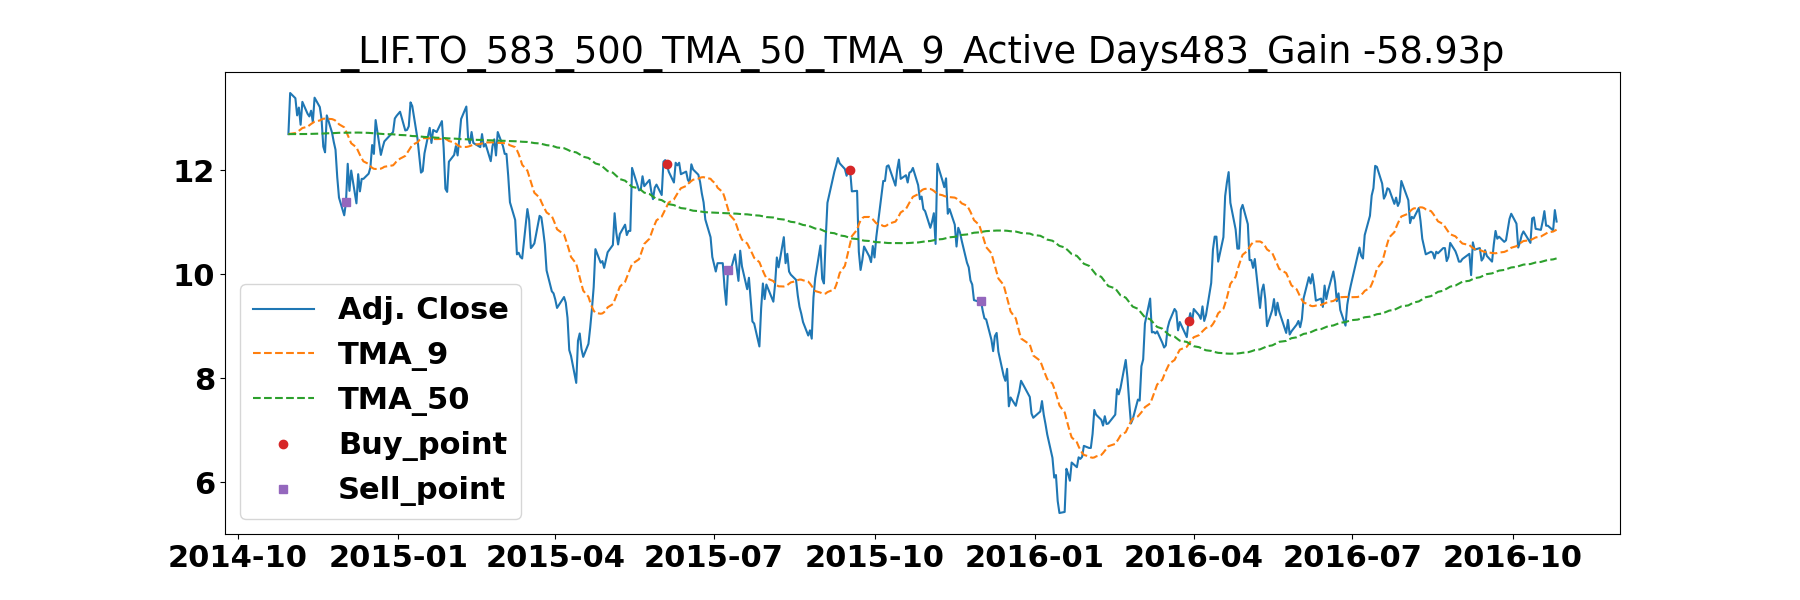 _LIF.TO_583_500_TMA_50_TMA_9_Active Days483_Gain -58.93p
12
10
8
6
Adj. Close
TMA_9
TMA_50
Buy_point
Sell_point
2014-10 2015-01 2015-04 2015-07 2015-10 2016-01 2016-04 2016-07 2016-10